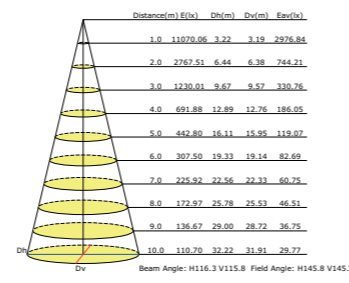 Distance(m) E(lx) Dh(m) Dv(m) Eav(lx)
1.0 11070.06 3.22 3.19 2976.84
2.0 2767.51 6.44 6.38 744.21
3.0 1230.01 9.67 9.57 330.76
4.0 691.88 12.89 12.76 186.05
5.0 442.80 16.11 15.95 119.07
6.0 307.50 19.33 19.14 82.69
7.0 225.92 22.56 22.33 60.75
8.0 172.97 25.78 25.53 46.51
9.0 136.67 29.00 28.72 36.75
Dh 10.0 110.70 32.22 31.91 29.77
Dv Beam Angle: H116.3 V115.8 Field Angle: H145.8 V145.